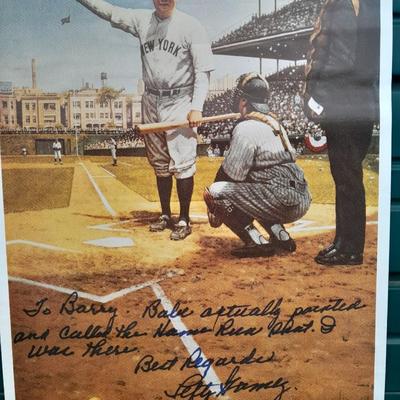 NEW YORK
To Barry. Babe actually pointed
and called the Home Run Shot. I
was there.
Best Regards
Lefty Gomez.